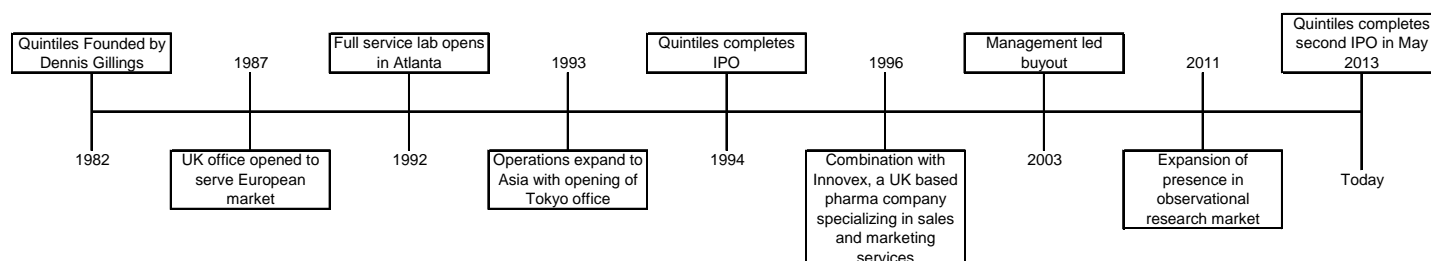 Quintiles Founded by
Dennis Gillings
1982
1987
UK office opened to
serve European
market
Full service lab opens
in Atlanta
1992
1993
Operations expand to
Asia with opening of
Tokyo office
Quintiles completes
IPO
1994
1996
Combination with
Innovex, a UK based
pharma company
specializing in sales
and marketing
services
Management led
buyout
2003
2011
Expansion of
presence in
observational
research market
Quintiles completes
second IPO in May
2013
Today